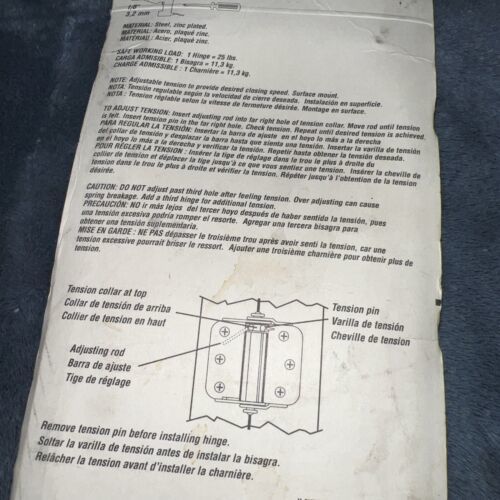 1/8"
3,2 mm
MATERIAL: Steel, zinc plated.
MATERIAL: Acero, plaqué zinc.
MATERIAL: Acier, plaqué zinc.
SAFE WORKING LOAD: 1 Hinge = 25 lbs.
CARGA ADMISIBLE: 1 Bisagra = 11,3 kg.
CHARGE ADMISSIBLE : 1 Charnière = 11,3 kg.
NOTE: Adjustable tension to provide desired closing speed. Surface mount.
NOTA: Tensión regulable según la velocidad de cierre deseada. Instalación en superficie.
NOTA : Tension réglable selon la vitesse de fermeture désirée. Montage en surface.
TO ADJUST TENSION: Insert adjusting rod into far right hole of tension collar. Move rod until tension
is felt. Insert tension pin in to the far right hole. Check tension. Repeat until desired tension is achieved.
PARA REGULAR LA TENSIÓN: Insertar la barra de ajuste en el hoyo lo más a la derecha
del collar de tensión y desplazar la barra hasta que siente una tensión. Insertar la varilla de tensión
en el hoyo lo más a la derecha y verificar la tensión. Repetir hasta obtener la tensión deseada.
POUR RÉGLER LA TENSION : Insérer la tige de réglage dans le trou le plus à droite du
collier de tension et déplacer la tige jusqu'à ce que vous sentiez une tension. Insérer la cheville de
tension dans le trou le plus à droite et vérifier la tension. Répéter jusqu'à l'obtention de la tension
désirée.
CAUTION: DO NOT adjust past third hole after feeling tension. Over adjusting can cause
spring breakage. Add a third hinge for additional tension.
PRECAUCIÓN: NO ir más lejos del tercer hoyo después de haber sentido la tensión, pues
una tensión excesiva podría romper el resorte. Agregar una tercera bisagra para
obtener una tensión suplementaria.
MISE EN GARDE : NE PAS dépasser le troisième trou après avoir senti la tension, car une
tension excessive pourrait briser le ressort. Ajouter une troisième charnière pour obtenir plus de
tension.
Tension collar at top
Collar de tensión de arriba
Collier de tension en haut
Tension pin
Varilla de tensión
Cheville de tension
Adjusting rod
Barra de ajuste
Tige de réglage
Remove tension pin before installing hinge.
Soltar la varilla de tensión antes de instalar la bisagra.
Relâcher la tension avant d'installer la charnière.